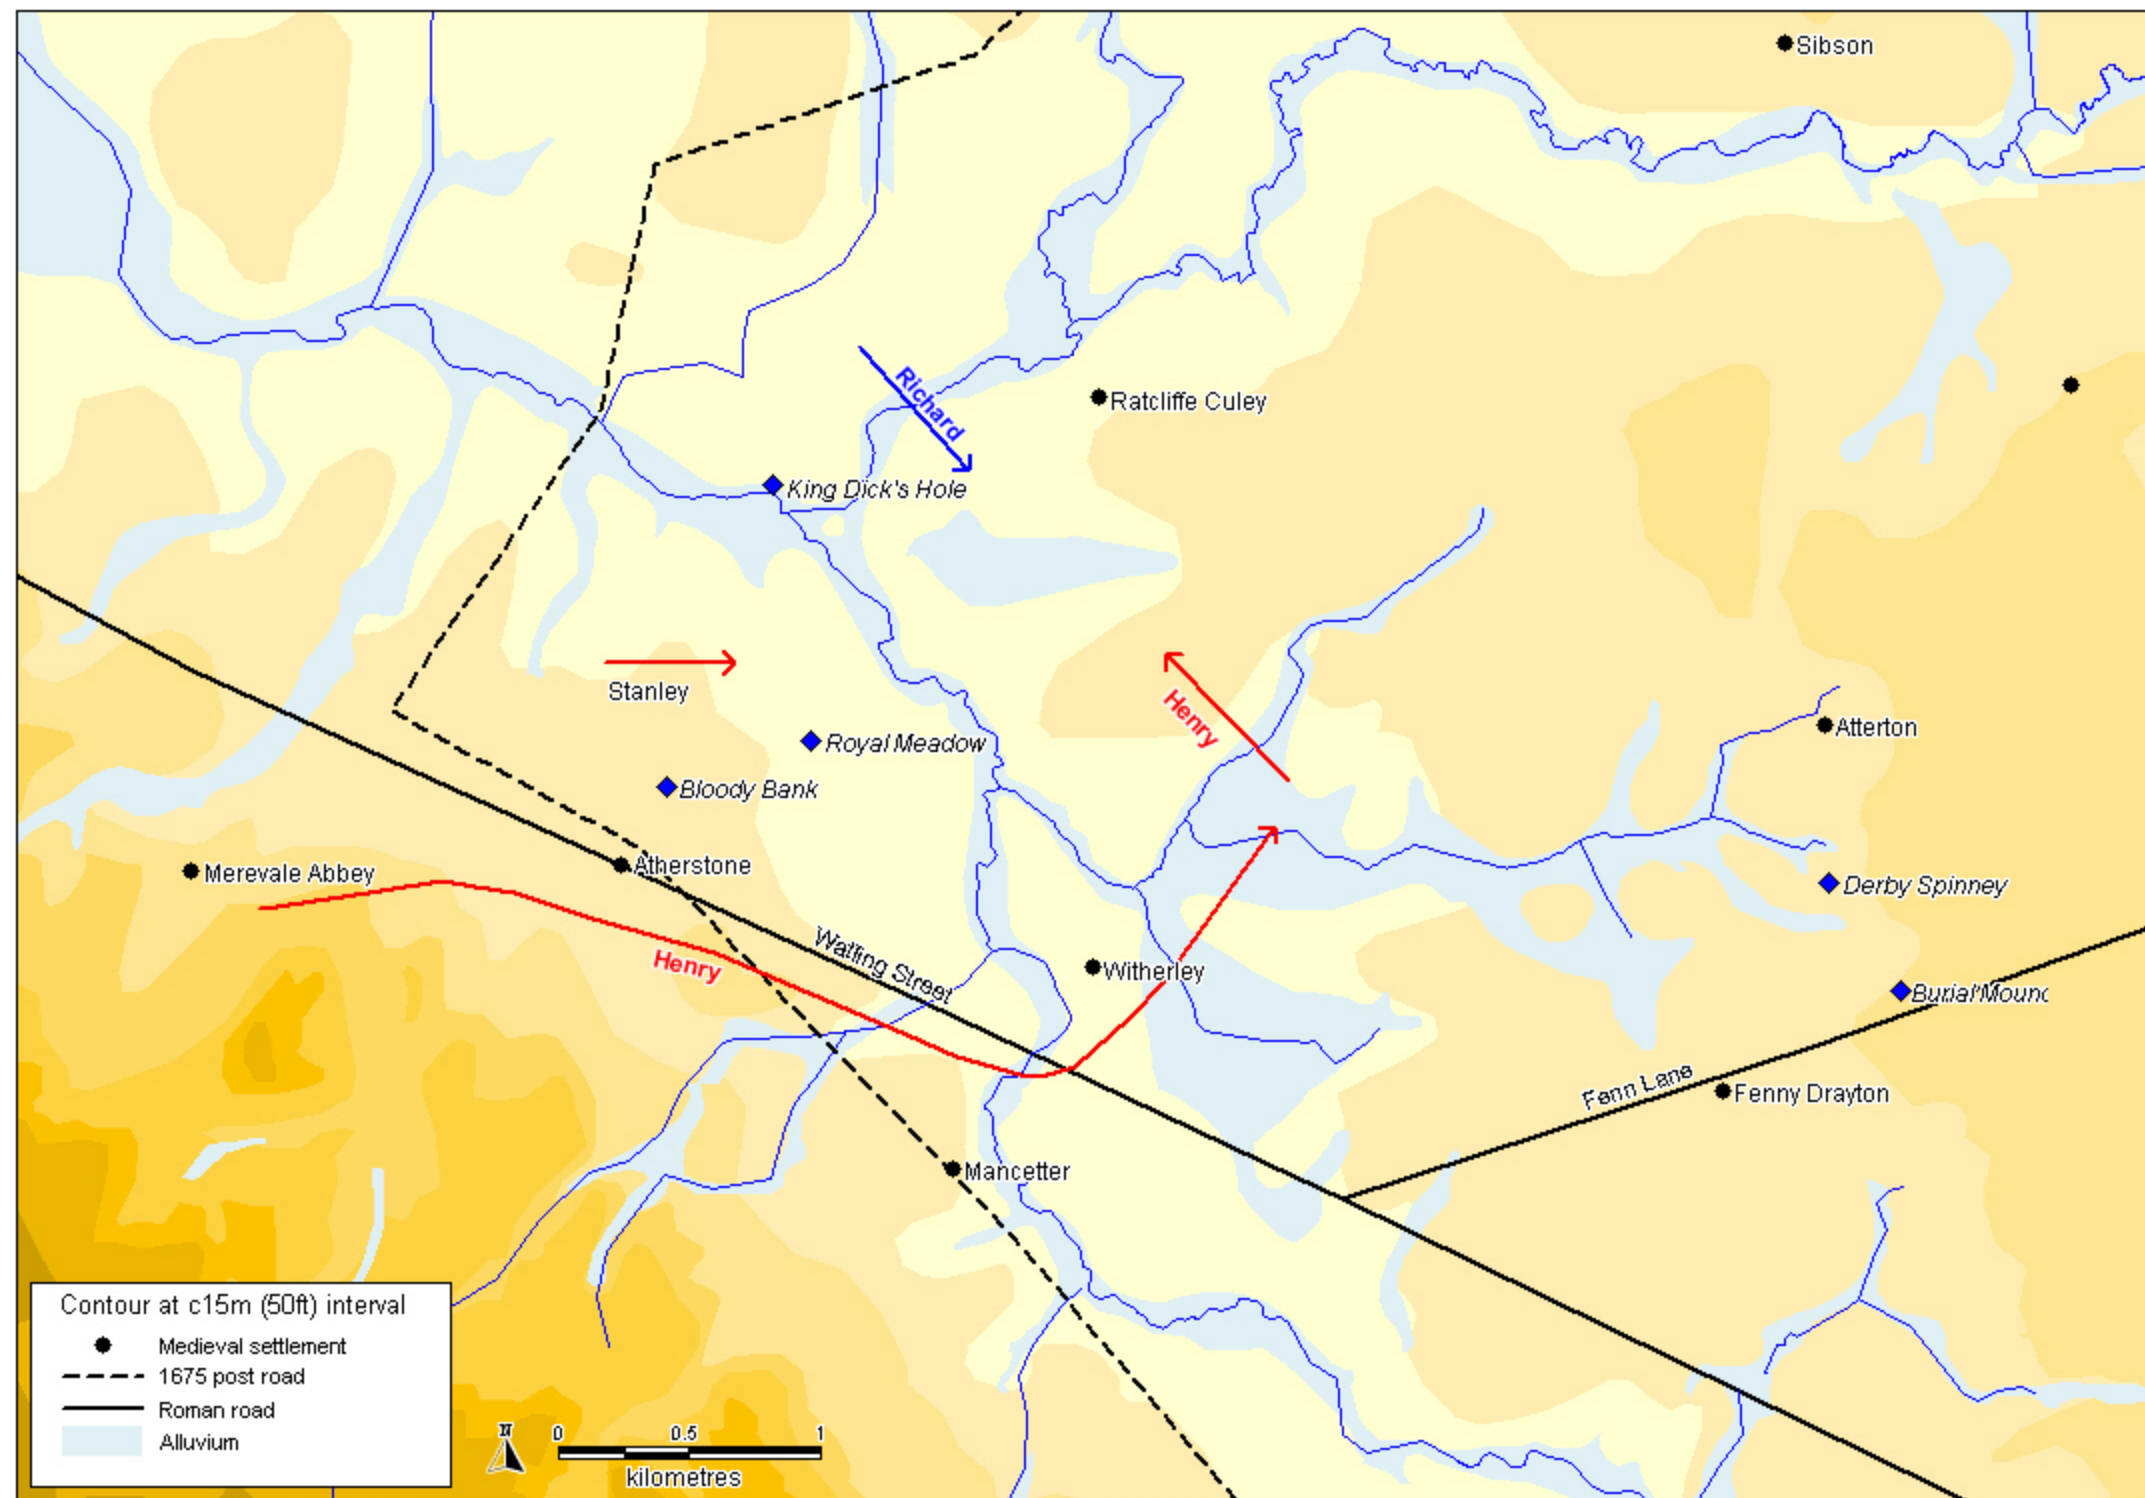 Sibson
Richard
Ratcliffe Culey
King Dick's Hole
Stanley
Henry
Royal Meadow
Atterton
Bloody Bank
Merevale Abbey
Atherstone
Derby Spinney
Henry
Watling Street
Witherley
Burial Mounc
Fenn Lane
Fenny Drayton
Mancetter
Contour at c15m (50ft) interval
Medieval settlement
1675 post road
Roman road
Alluvium
N
0 0.5 1
kilometres